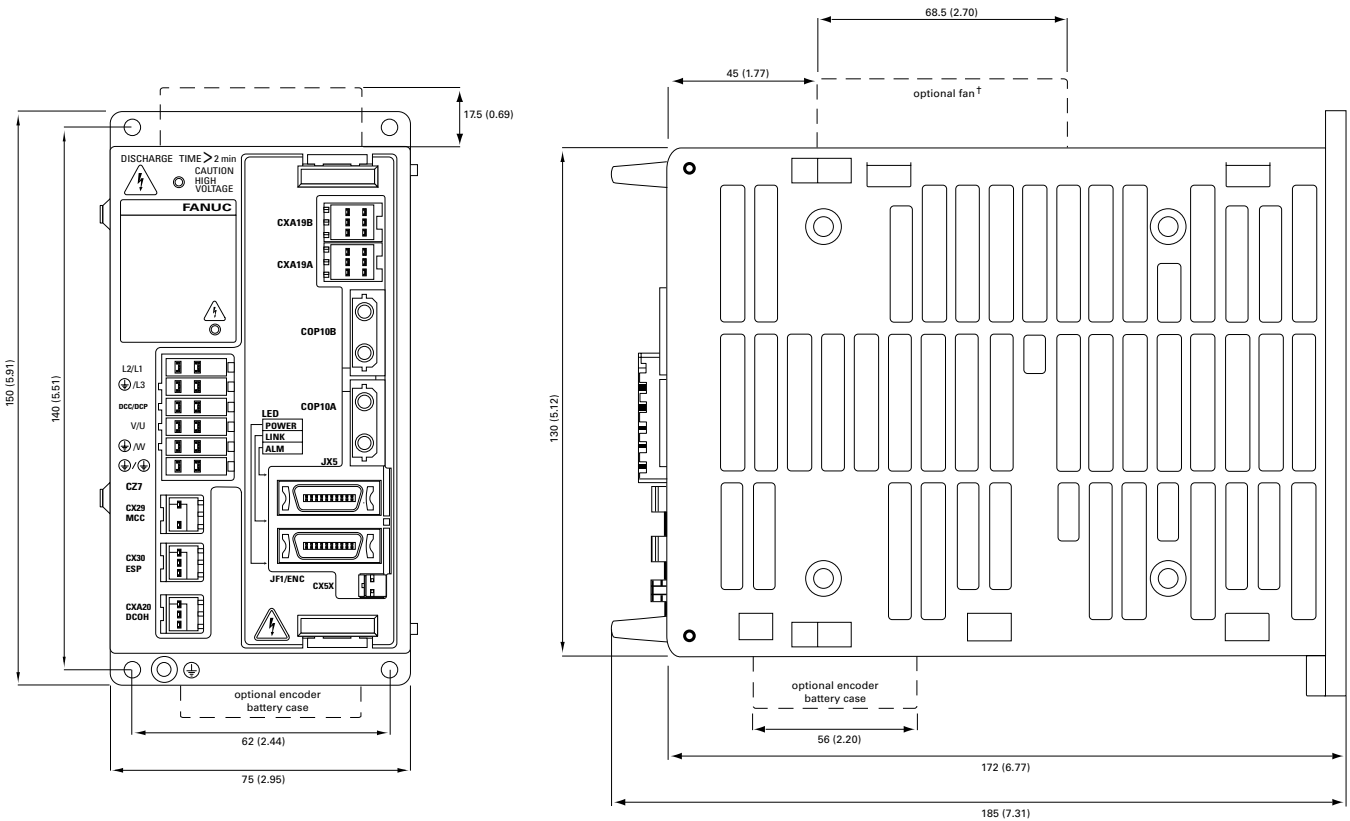 68.5 (2.70)
45 (1.77)
optional fan†
17.5 (0.69)
DISCHARGE TIME > 2 min
CAUTION
HIGH
VOLTAGE
FANUC
CXA19B
CXA19A
COP10B
COP10A
L2/L1
/L3
DCC/DCP
V/U
/W
/
CZ7
LED
POWER
LINK
ALM
JX5
CX29
MCC
CX30
ESP
JF1/ENC
CX5X
CXA20
DCOH
150 (5.91)
140 (5.51)
130 (5.12)
optional encoder
battery case
62 (2.44)
75 (2.95)
optional encoder
battery case
56 (2.20)
172 (6.77)
185 (7.31)